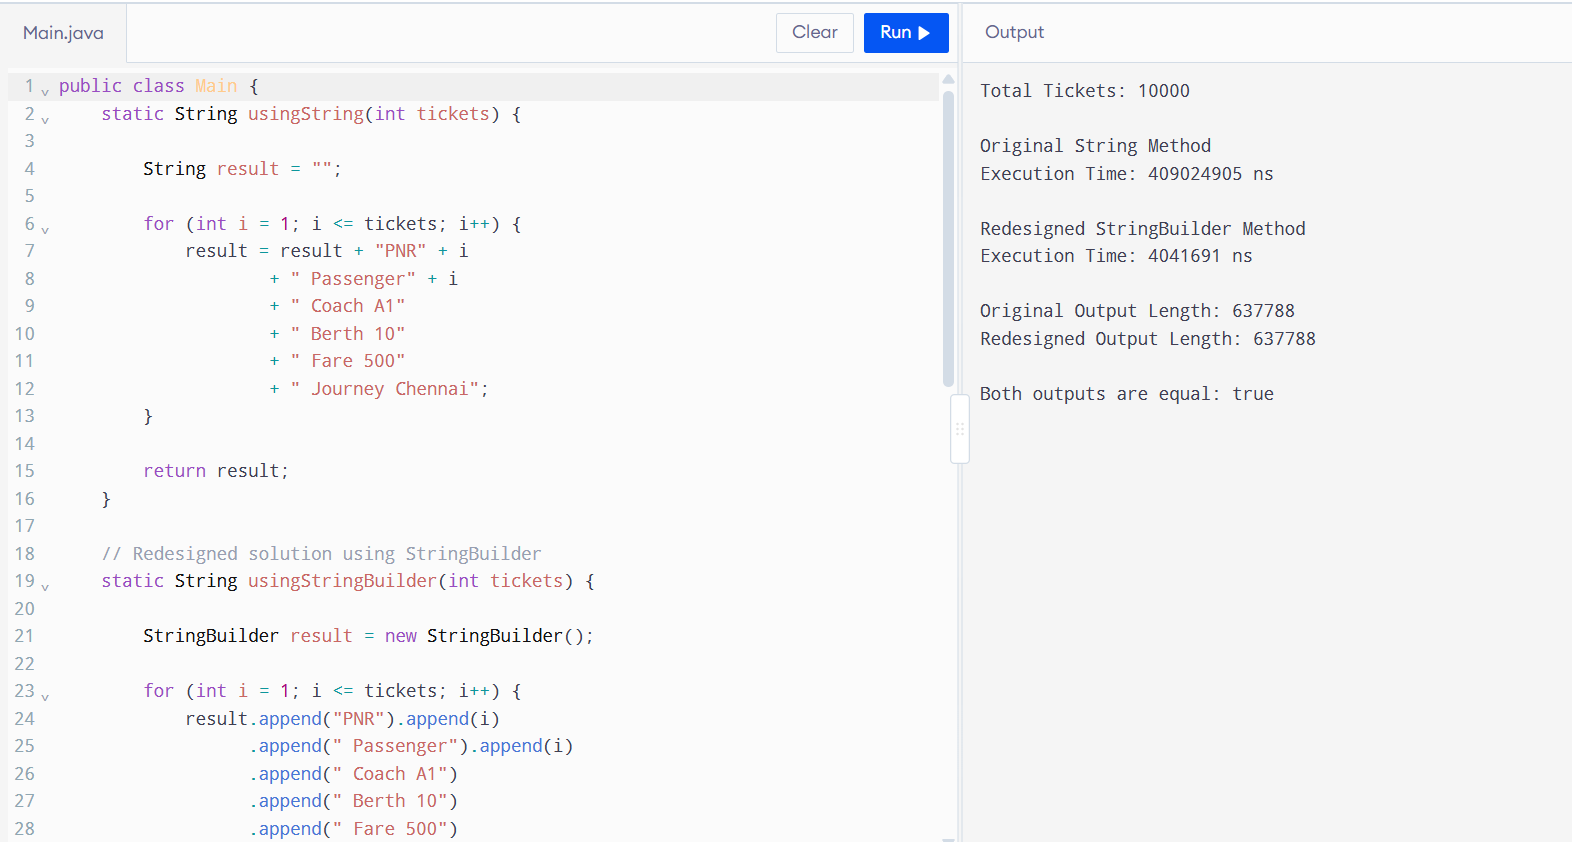 Main.java
Clear
Run
Output
1 public class Main {
2 static String usingString(int tickets) {
3
4 String result = "";
5
6 for (int i = 1; i <= tickets; i++) {
7 result = result + "PNR" + i
8 + " Passenger" + i
9 + " Coach A1"
10 + " Berth 10"
11 + " Fare 500"
12 + " Journey Chennai";
13 }
14
15 return result;
16 }
17
18 // Redesigned solution using StringBuilder
19 static String usingStringBuilder(int tickets) {
20
21 StringBuilder result = new StringBuilder();
22
23 for (int i = 1; i <= tickets; i++) {
24 result.append("PNR").append(i)
25 .append(" Passenger").append(i)
26 .append(" Coach A1")
27 .append(" Berth 10")
28 .append(" Fare 500")
Total Tickets: 10000
Original String Method
Execution Time: 409024905 ns
Redesigned StringBuilder Method
Execution Time: 4041691 ns
Original Output Length: 637788
Redesigned Output Length: 637788
Both outputs are equal: true